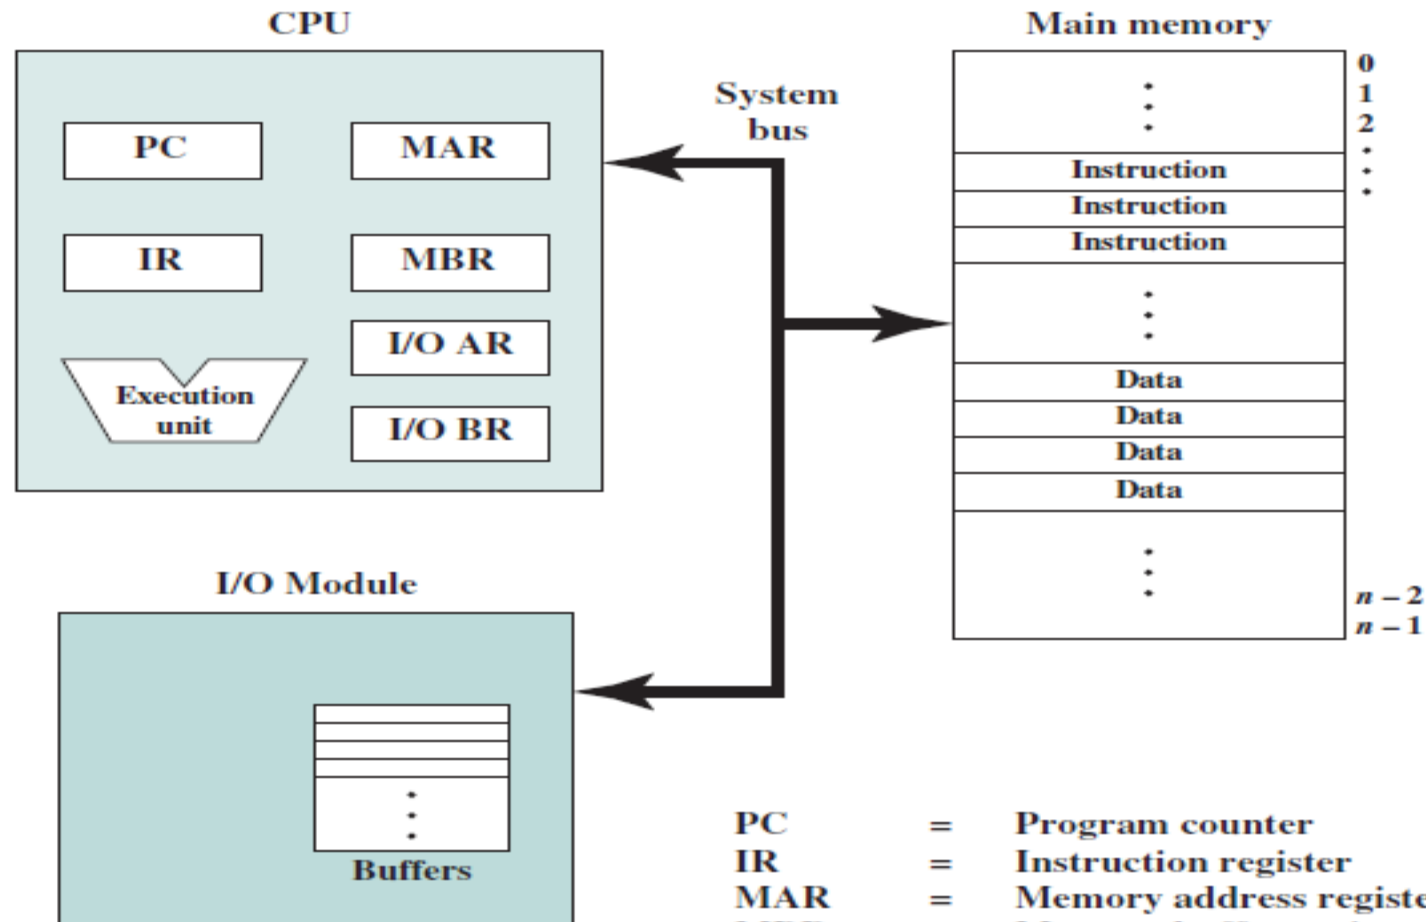 CPU
PC
MAR
IR
MBR
I/O AR
I/O BR
Execution
unit
System
bus
Main memory
0
1
2
Instruction
Instruction
Instruction
Data
Data
Data
Data
n – 2
n – 1
I/O Module
Buffers
PC = Program counter
IR = Instruction register
MAR = Memory address registe